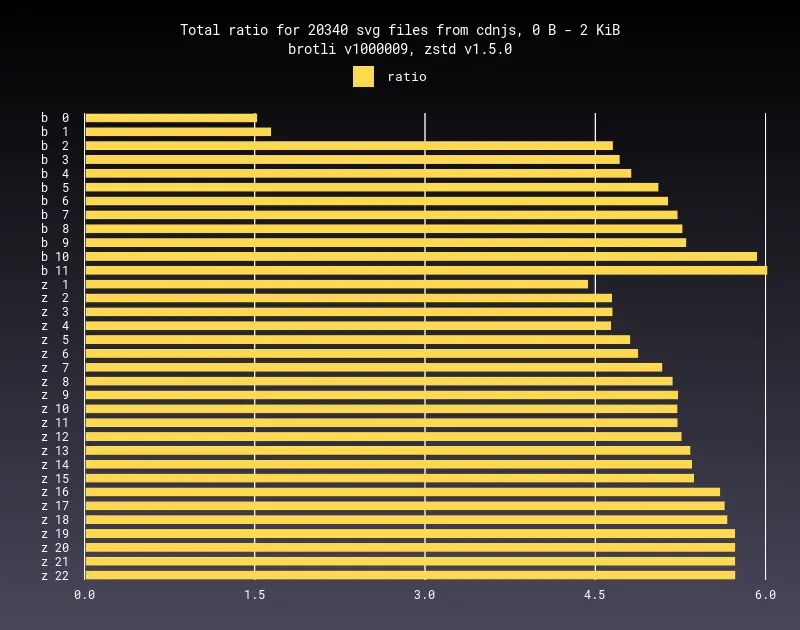 Total ratio for 20340 svg files from cdnjs, 0 B - 2 KiB
brotli v1000009, zstd v1.5.0
ratio
b 0
b 1
b 2
b 3
b 4
b 5
b 6
b 7
b 8
b 9
b 10
b 11
z 1
z 2
z 3
z 4
z 5
z 6
z 7
z 8
z 9
z 10
z 11
z 12
z 13
z 14
z 15
z 16
z 17
z 18
z 19
z 20
z 21
z 22
0.0 1.5 3.0 4.5 6.0